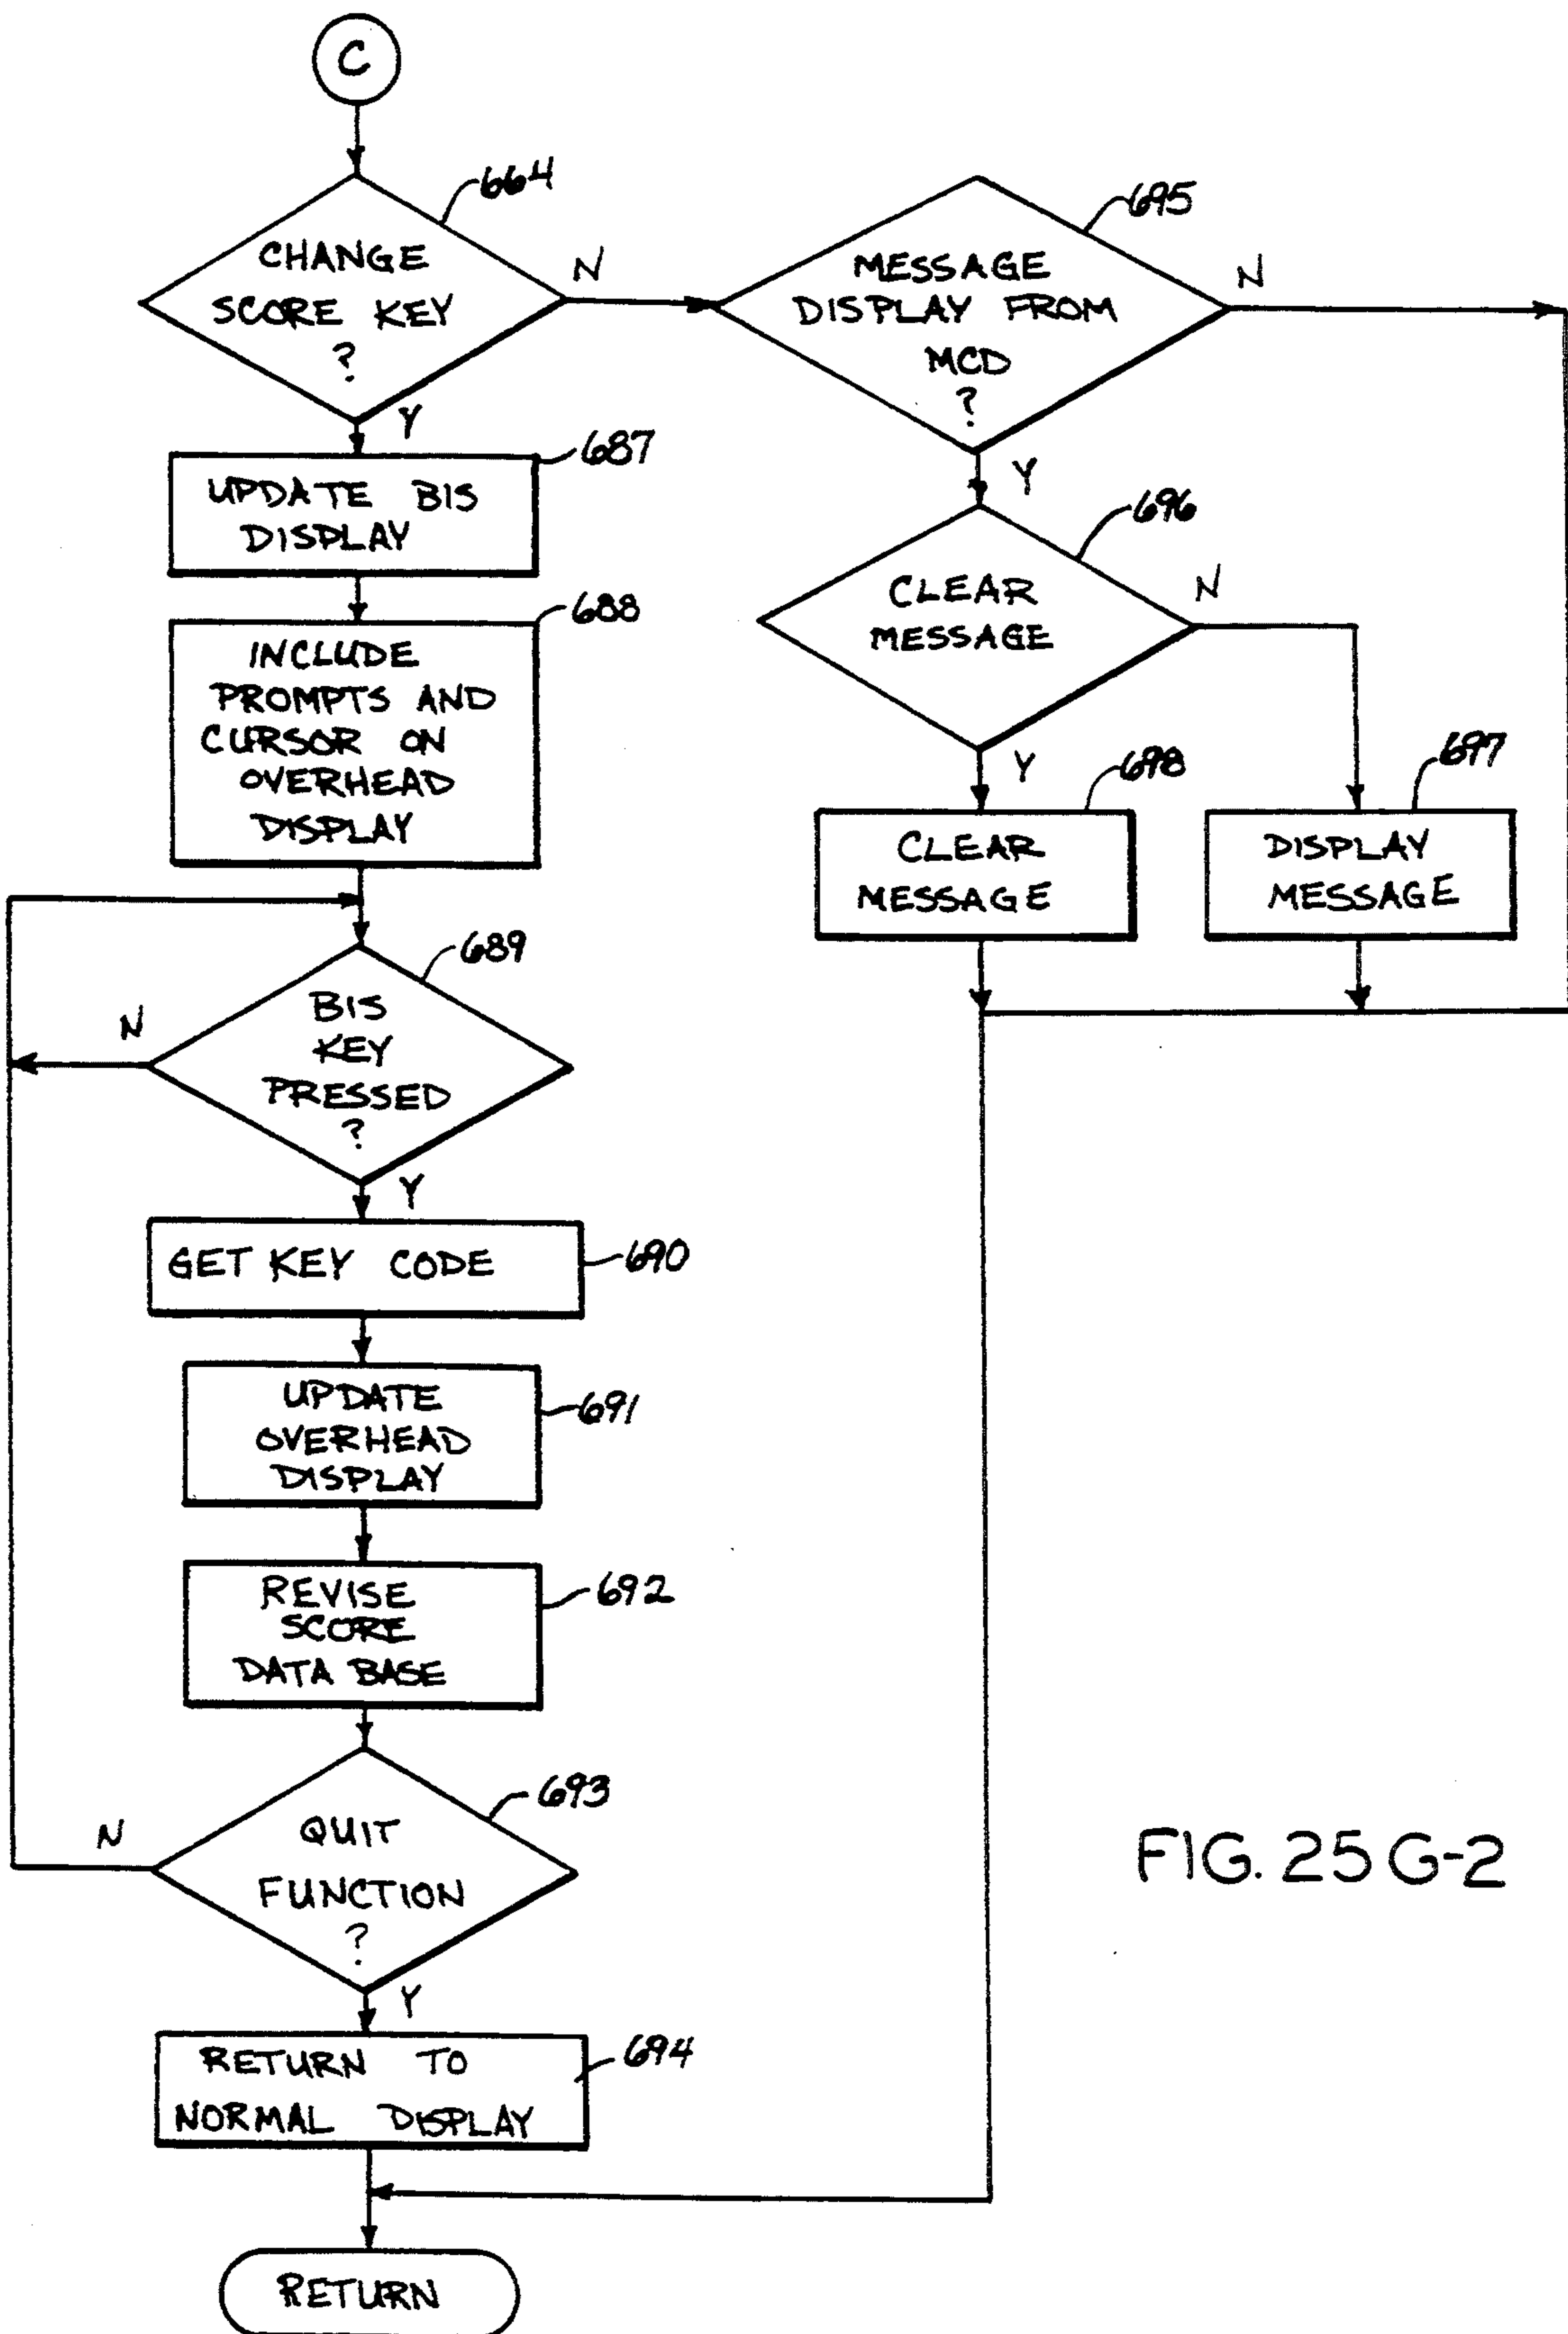 C
664
CHANGE
SCORE KEY
?
N
Y
687
UPDATE BIS
DISPLAY
688
INCLUDE
PROMPTS AND
CURSOR ON
OVERHEAD
DISPLAY
689
BIS
KEY
PRESSED
?
N
Y
GET KEY CODE
690
UPDATE
OVERHEAD
DISPLAY
691
REVISE
SCORE
DATA BASE
692
693
QUIT
FUNCTION
?
N
Y
RETURN TO
NORMAL DISPLAY
694
RETURN
695
MESSAGE
DISPLAY FROM
MCD
?
N
Y
696
CLEAR
MESSAGE
N
Y
698
CLEAR
MESSAGE
697
DISPLAY
MESSAGE
FIG. 25 G-2